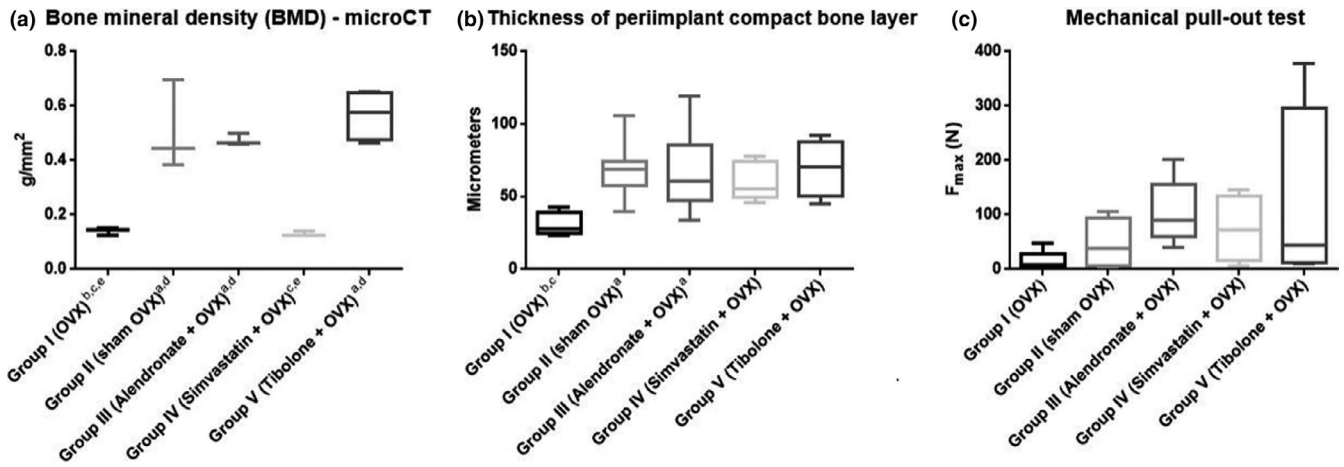 (a) Bone mineral density (BMD) - microCT
g/mm²
0.8
0.6
0.4
0.2
0.0
Group I (OVX)ᵇ,ᶜ,ᵉ
Group II (sham OVX)ᵃ,ᵈ
Group III (Alendronate + OVX)ᵃ,ᵈ
Group IV (Simvastatin + OVX)ᶜ,ᵉ
Group V (Tibolone + OVX)ᵃ,ᵈ
(b) Thickness of periimplant compact bone layer
Micrometers
150
100
50
0
Group I (OVX)ᵇ,ᶜ
Group II (sham OVX)ᵃ
Group III (Alendronate + OVX)ᵃ
Group IV (Simvastatin + OVX)
Group V (Tibolone + OVX)
(c) Mechanical pull-out test
Fmax (N)
400
300
200
100
0
Group I (OVX)
Group II (sham OVX)
Group III (Alendronate + OVX)
Group IV (Simvastatin + OVX)
Group V (Tibolone + OVX)